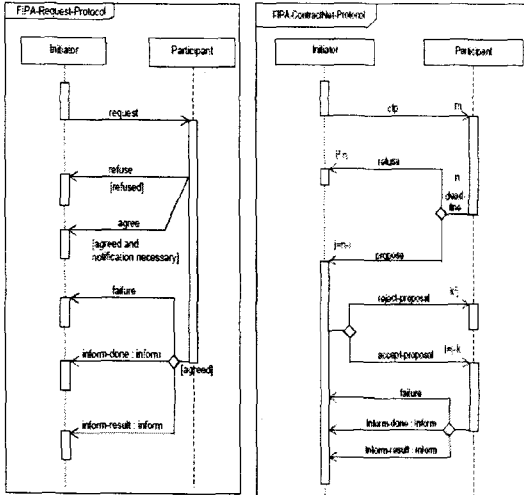 FIPA-Request-Protocol
Initiator
Participant
request
refuse
[refused]
agree
[agreed and
notification necessary]
failure
inform-done : inform
[agreed]
inform-result : inform
FIPA-ContractNet-Protocol
Initiator
Participant
cfp
m
refuse
n
dead-
line
propose
reject-proposal
accept-proposal
failure
inform-done : inform
inform-result : inform